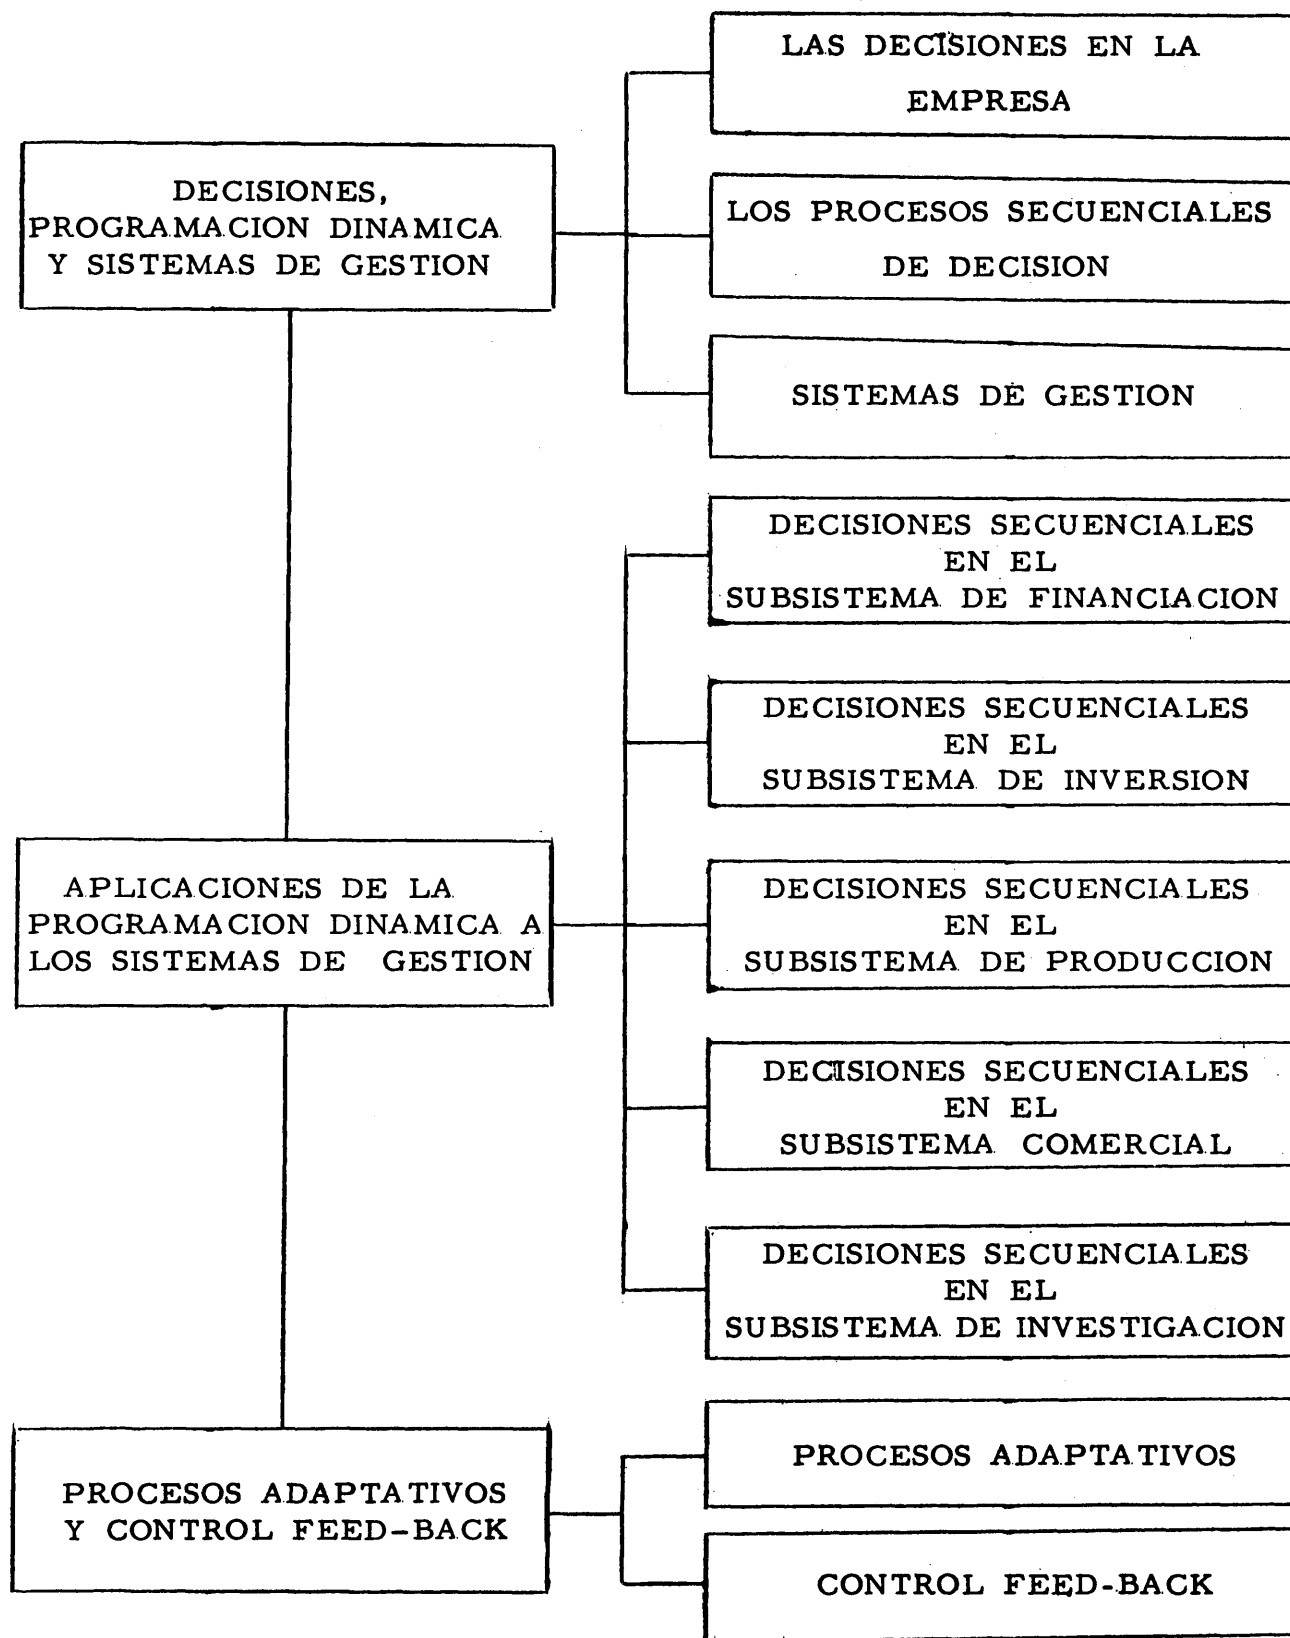 DECISIONES,
PROGRAMACION DINAMICA
Y SISTEMAS DE GESTION
LAS DECISIONES EN LA
EMPRESA
LOS PROCESOS SECUENCIALES
DE DECISION
SISTEMAS DE GESTION
APLICACIONES DE LA
PROGRAMACION DINAMICA A
LOS SISTEMAS DE GESTION
DECISIONES SECUENCIALES
EN EL
SUBSISTEMA DE FINANCIACION
DECISIONES SECUENCIALES
EN EL
SUBSISTEMA DE INVERSION
DECISIONES SECUENCIALES
EN EL
SUBSISTEMA DE PRODUCCION
DECISIONES SECUENCIALES
EN EL
SUBSISTEMA COMERCIAL
DECISIONES SECUENCIALES
EN EL
SUBSISTEMA DE INVESTIGACION
PROCESOS ADAPTATIVOS
Y CONTROL FEED-BACK
PROCESOS ADAPTATIVOS
CONTROL FEED-BACK